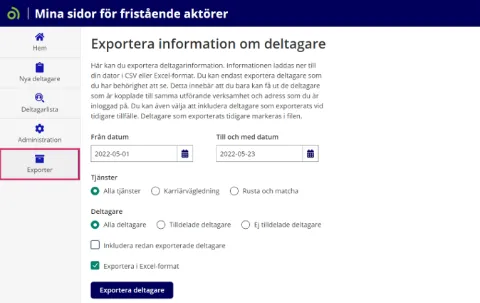 Mina sidor för fristående aktörer
Hem
Nya deltagare
Deltagarlista
Administration
Exporter
Exportera information om deltagare
Här kan du exportera deltagarinformation. Informationen laddas ner till
din dator i CSV eller Excel-format. Du kan endast exportera deltagare som
du har behörighet att se. Detta innebär att du bara kan få ut de deltagare
som är kopplade till samma utförande verksamhet och adress som du är
inloggad på. Du kan även välja att inkludera deltagare som exporterats vid
tidigare tillfälle. Deltagare som exporterats tidigare markeras i filen.
Från datum Till och med datum
2022-05-01 2022-05-23
Tjänster
Alla tjänster Karriärvägledning Rusta och matcha
Deltagare
Alla deltagare Tilldelade deltagare Ej tilldelade deltagare
Inkludera redan exporterade deltagare
Exportera i Excel-format
Exportera deltagare